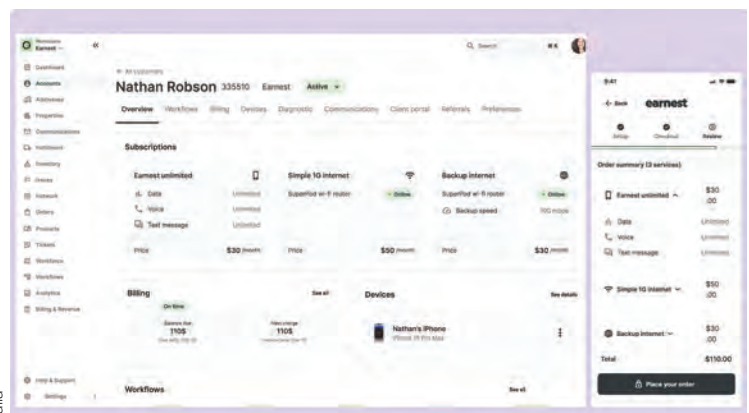 Earnest
Search
⌘K
Dashboard
Accounts
Addresses
Properties
Communications
Inventory
Invoices
Network
Orders
Products
Tickets
Workflows
Analytics
Billing & Revenue
Help & Support
Settings
All customers
Nathan Robson 335510 Earnest Active
Overview Workflows Billing Devices Diagnostic Communications Client portal Referrals Preferences
Subscriptions
Earnest unlimited
Data Unlimited
Voice Unlimited
Text message Unlimited
Price $30 /month
Simple 1G internet
SuperPod wi-fi router Online
Price $50 /month
Backup internet
SuperPod wi-fi router Online
Backup speed
Price $30 /month
Billing See all
On time
Balance due
110$
110$
Devices See details
Nathan's iPhone
Workflows See all
9:41
Back earnest
Setup Checkout Review
Order summary (3 services)
Earnest unlimited $30
.00
Data Unlimited
Voice Unlimited
Text message Unlimited
Simple 1G internet $50
.00
Backup internet $30
.00
Total $110.00
Place your order